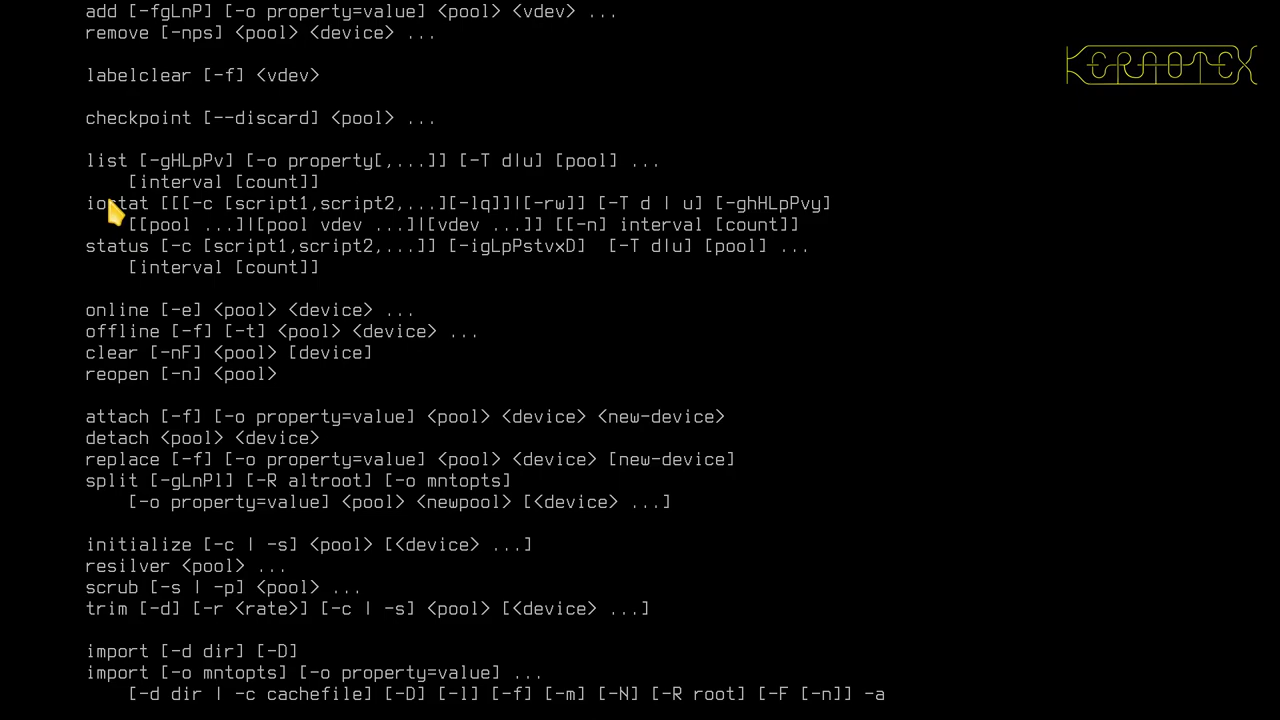 add [-fgLnP] [-o property=value] <pool> <vdev> ...
remove [-nps] <pool> <device> ...
KERNOTEX
labelclear [-f] <vdev>
checkpoint [--discard] <pool> ...
list [-gHLpPv] [-o property[,...]] [-T d|u] [pool] ...
[interval [count]]
iostat [[[-c [script1,script2,...][-lq]]|[-rw]] [-T d | u] [-ghHLpPvy]
[[pool ...]|[pool vdev ...]|[vdev ...]] [[-n] interval [count]]
status [-c [script1,script2,...]] [-igLpPstvxD]  [-T d|u] [pool] ...
[interval [count]]
online [-e] <pool> <device> ...
offline [-f] [-t] <pool> <device> ...
clear [-nF] <pool> [device]
reopen [-n] <pool>
attach [-f] [-o property=value] <pool> <device> <new-device>
detach <pool> <device>
replace [-f] [-o property=value] <pool> <device> [new-device]
split [-gLnPl] [-R altroot] [-o mntopts]
[-o property=value] <pool> <newpool> [<device> ...]
initialize [-c | -s] <pool> [<device> ...]
resilver <pool> ...
scrub [-s | -p] <pool> ...
trim [-d] [-r <rate>] [-c | -s] <pool> [<device> ...]
import [-d dir] [-D]
import [-o mntopts] [-o property=value] ...
[-d dir | -c cachefile] [-D] [-l] [-f] [-m] [-N] [-R root] [-F [-n]] -a